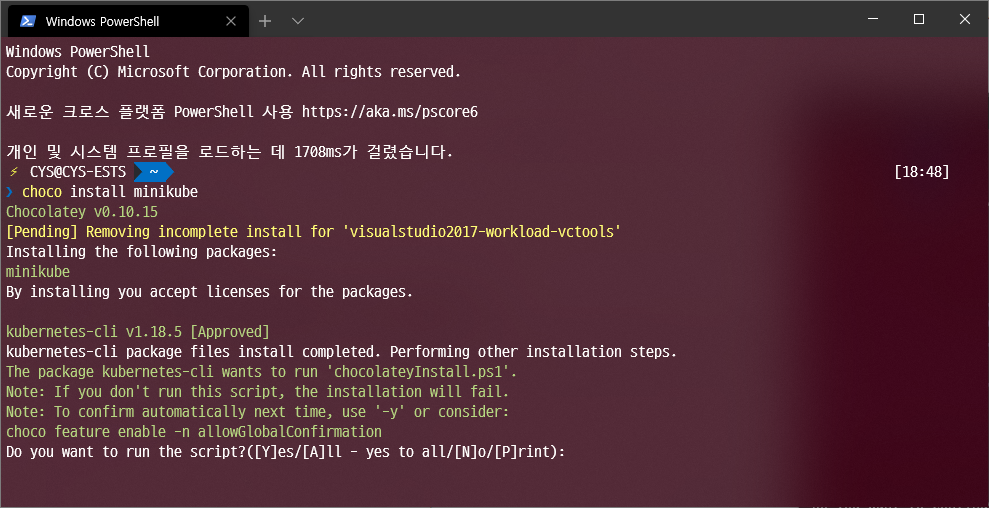 Windows PowerShell
Windows PowerShell
Copyright (C) Microsoft Corporation. All rights reserved.
새로운 크로스 플랫폼 PowerShell 사용 https://aka.ms/pscore6
개인 및 시스템 프로필을 로드하는 데 1708ms가 걸렸습니다.
⚡ CYS@CYS-ESTS ~ [18:48]
❯ choco install minikube
Chocolatey v0.10.15
[Pending] Removing incomplete install for 'visualstudio2017-workload-vctools'
Installing the following packages:
minikube
By installing you accept licenses for the packages.
kubernetes-cli v1.18.5 [Approved]
kubernetes-cli package files install completed. Performing other installation steps.
The package kubernetes-cli wants to run 'chocolateyInstall.ps1'.
Note: If you don't run this script, the installation will fail.
Note: To confirm automatically next time, use '-y' or consider:
choco feature enable -n allowGlobalConfirmation
Do you want to run the script?([Y]es/[A]ll - yes to all/[N]o/[P]rint):